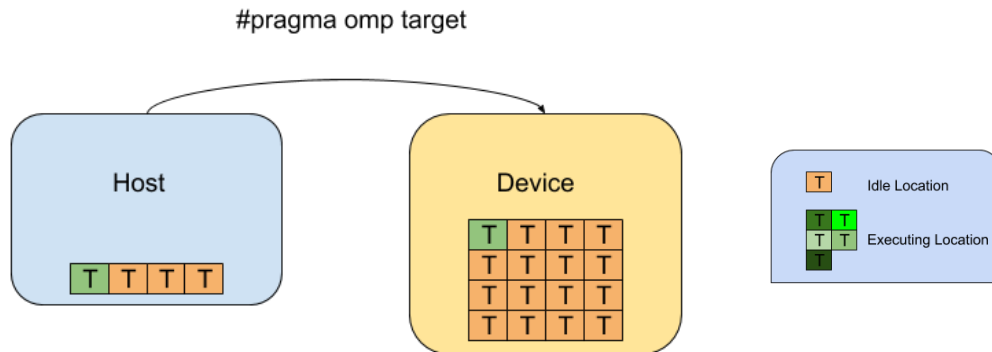 #pragma omp target
Host
T T T T
Device
T T T T
T T T T
T T T T
T T T T
T Idle Location
T T
T T Executing Location
T